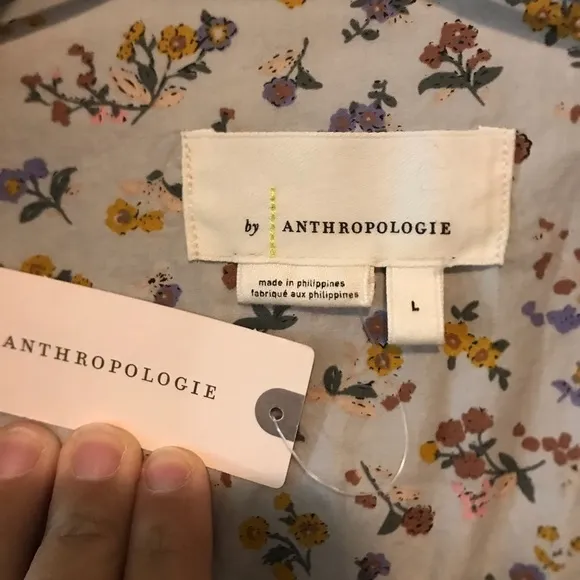 by ANTHROPOLOGIE
made in philippines
fabriqué aux philippines
L
ANTHROPOLOGIE